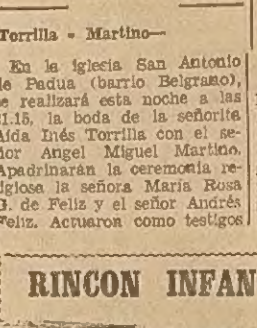 Torrilla - Martino—
En la iglesia San Antonio
de Padua (barrio Belgrano),
se realizará esta noche a las
21.15, la boda de la señorita
Aída Inés Torrilla con el se-
ñor Angel Miguel Martino.
Apadrinarán la ceremonia re-
ligiosa la señora María Rosa
G. de Feliz y el señor Andrés
Feliz. Actuaron como testigos
RINCON INFAN